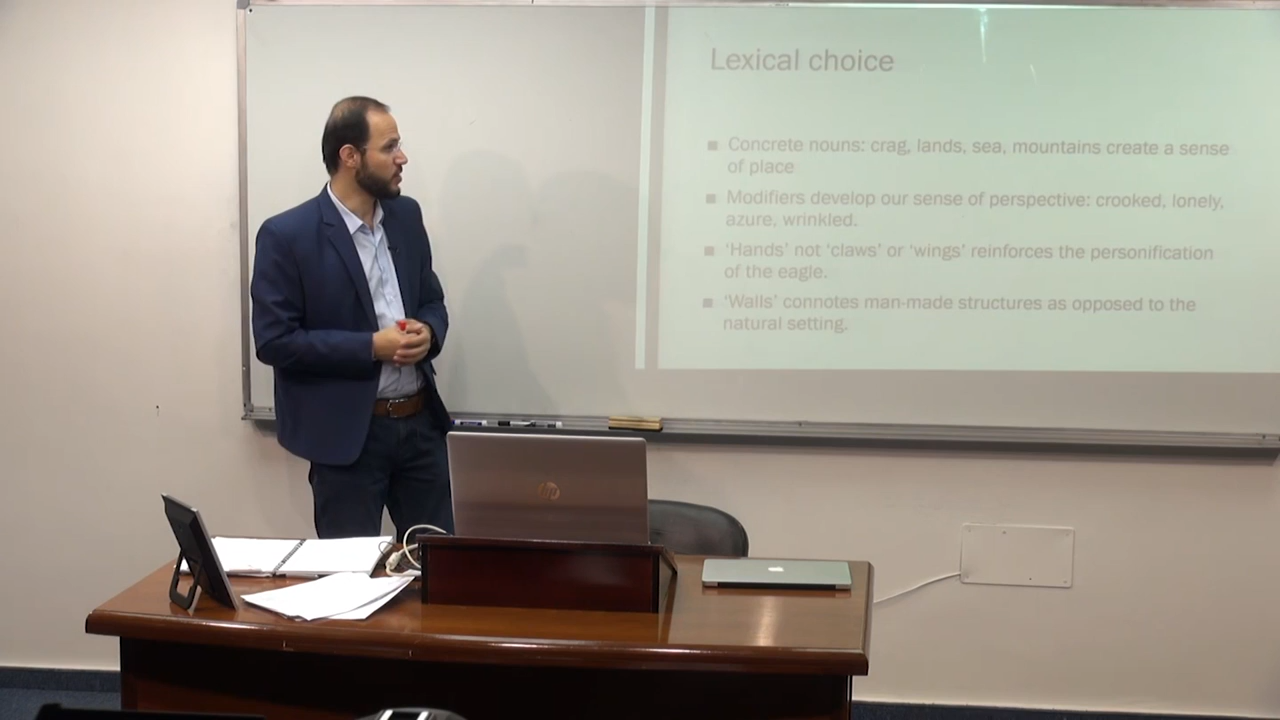 Lexical choice
Concrete nouns: crag, lands, sea, mountains create a sense
of place
Modifiers develop our sense of perspective: crooked, lonely,
azure, wrinkled.
‘Hands’ not ‘claws’ or ‘wings’ reinforces the personification
of the eagle.
‘Walls’ connotes man-made structures as opposed to the
natural setting.
hp